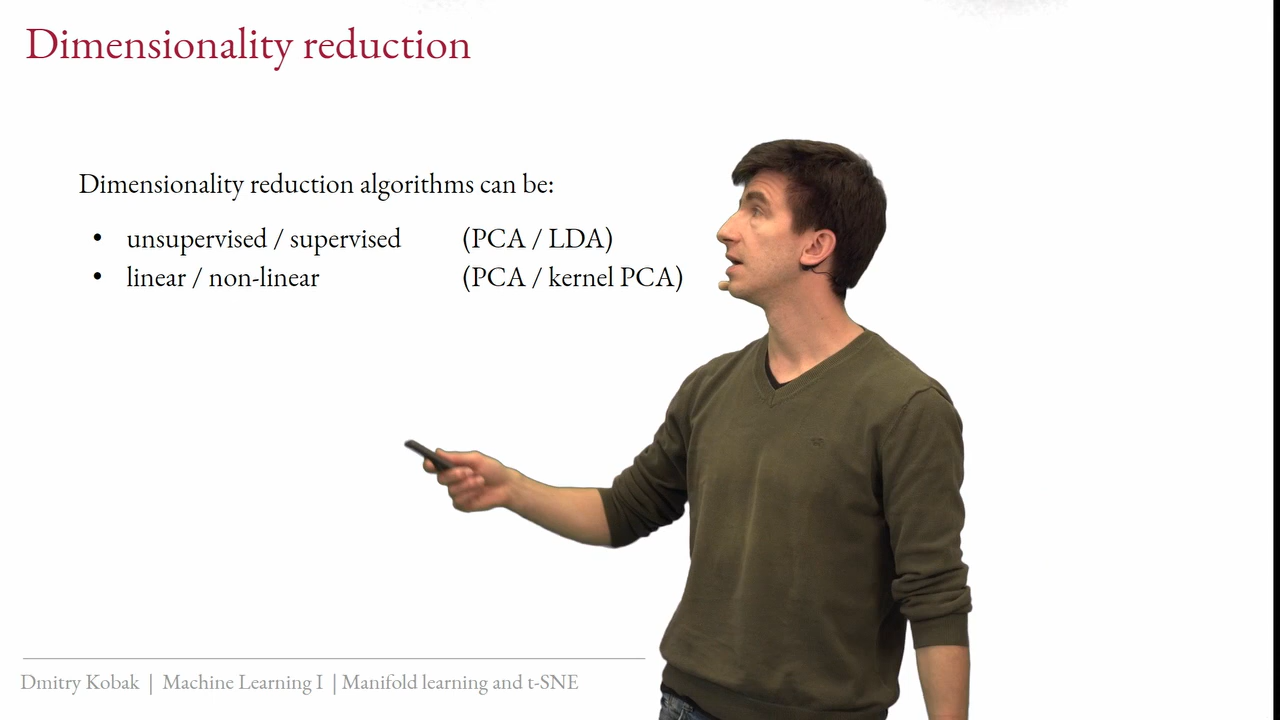 Dimensionality reduction
Dimensionality reduction algorithms can be:
• unsupervised / supervised (PCA / LDA)
• linear / non-linear (PCA / kernel PCA)
Dmitry Kobak | Machine Learning I | Manifold learning and t-SNE